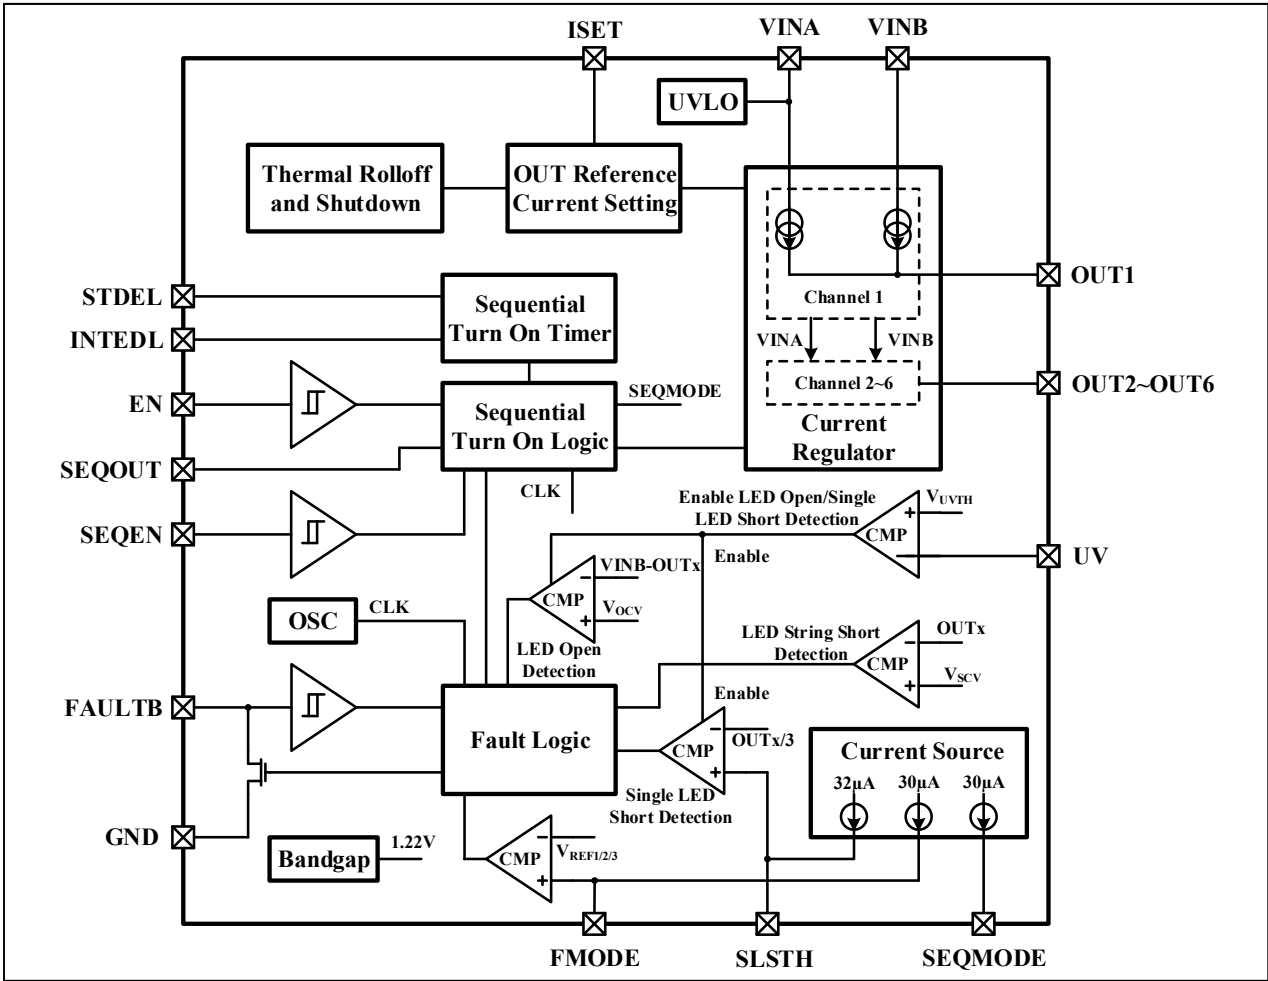 ISET
VINA
VINB
UVLO
Thermal Rolloff
and Shutdown
OUT Reference
Current Setting
STDEL
INTEDL
Sequential
Turn On Timer
Channel 1
OUT1
VINA
VINB
EN
Sequential
Turn On Logic
SEQMODE
Channel 2~6
OUT2~OUT6
Current
Regulator
SEQOUT
CLK
SEQEN
Enable LED Open/Single
LED Short Detection
VUVTH
+
CMP
−
UV
Enable
VINB-OUTx
−
CMP
VOCV
+
LED Open
Detection
OSC
CLK
LED String Short
Detection
OUTx
−
CMP
VSCV
+
FAULTB
Fault Logic
Enable
−
OUTx/3
CMP
+
Single LED
Short Detection
Current Source
32µA
30µA
30µA
GND
Bandgap
1.22V
−
VREF1/2/3
CMP
+
FMODE
SLSTH
SEQMODE